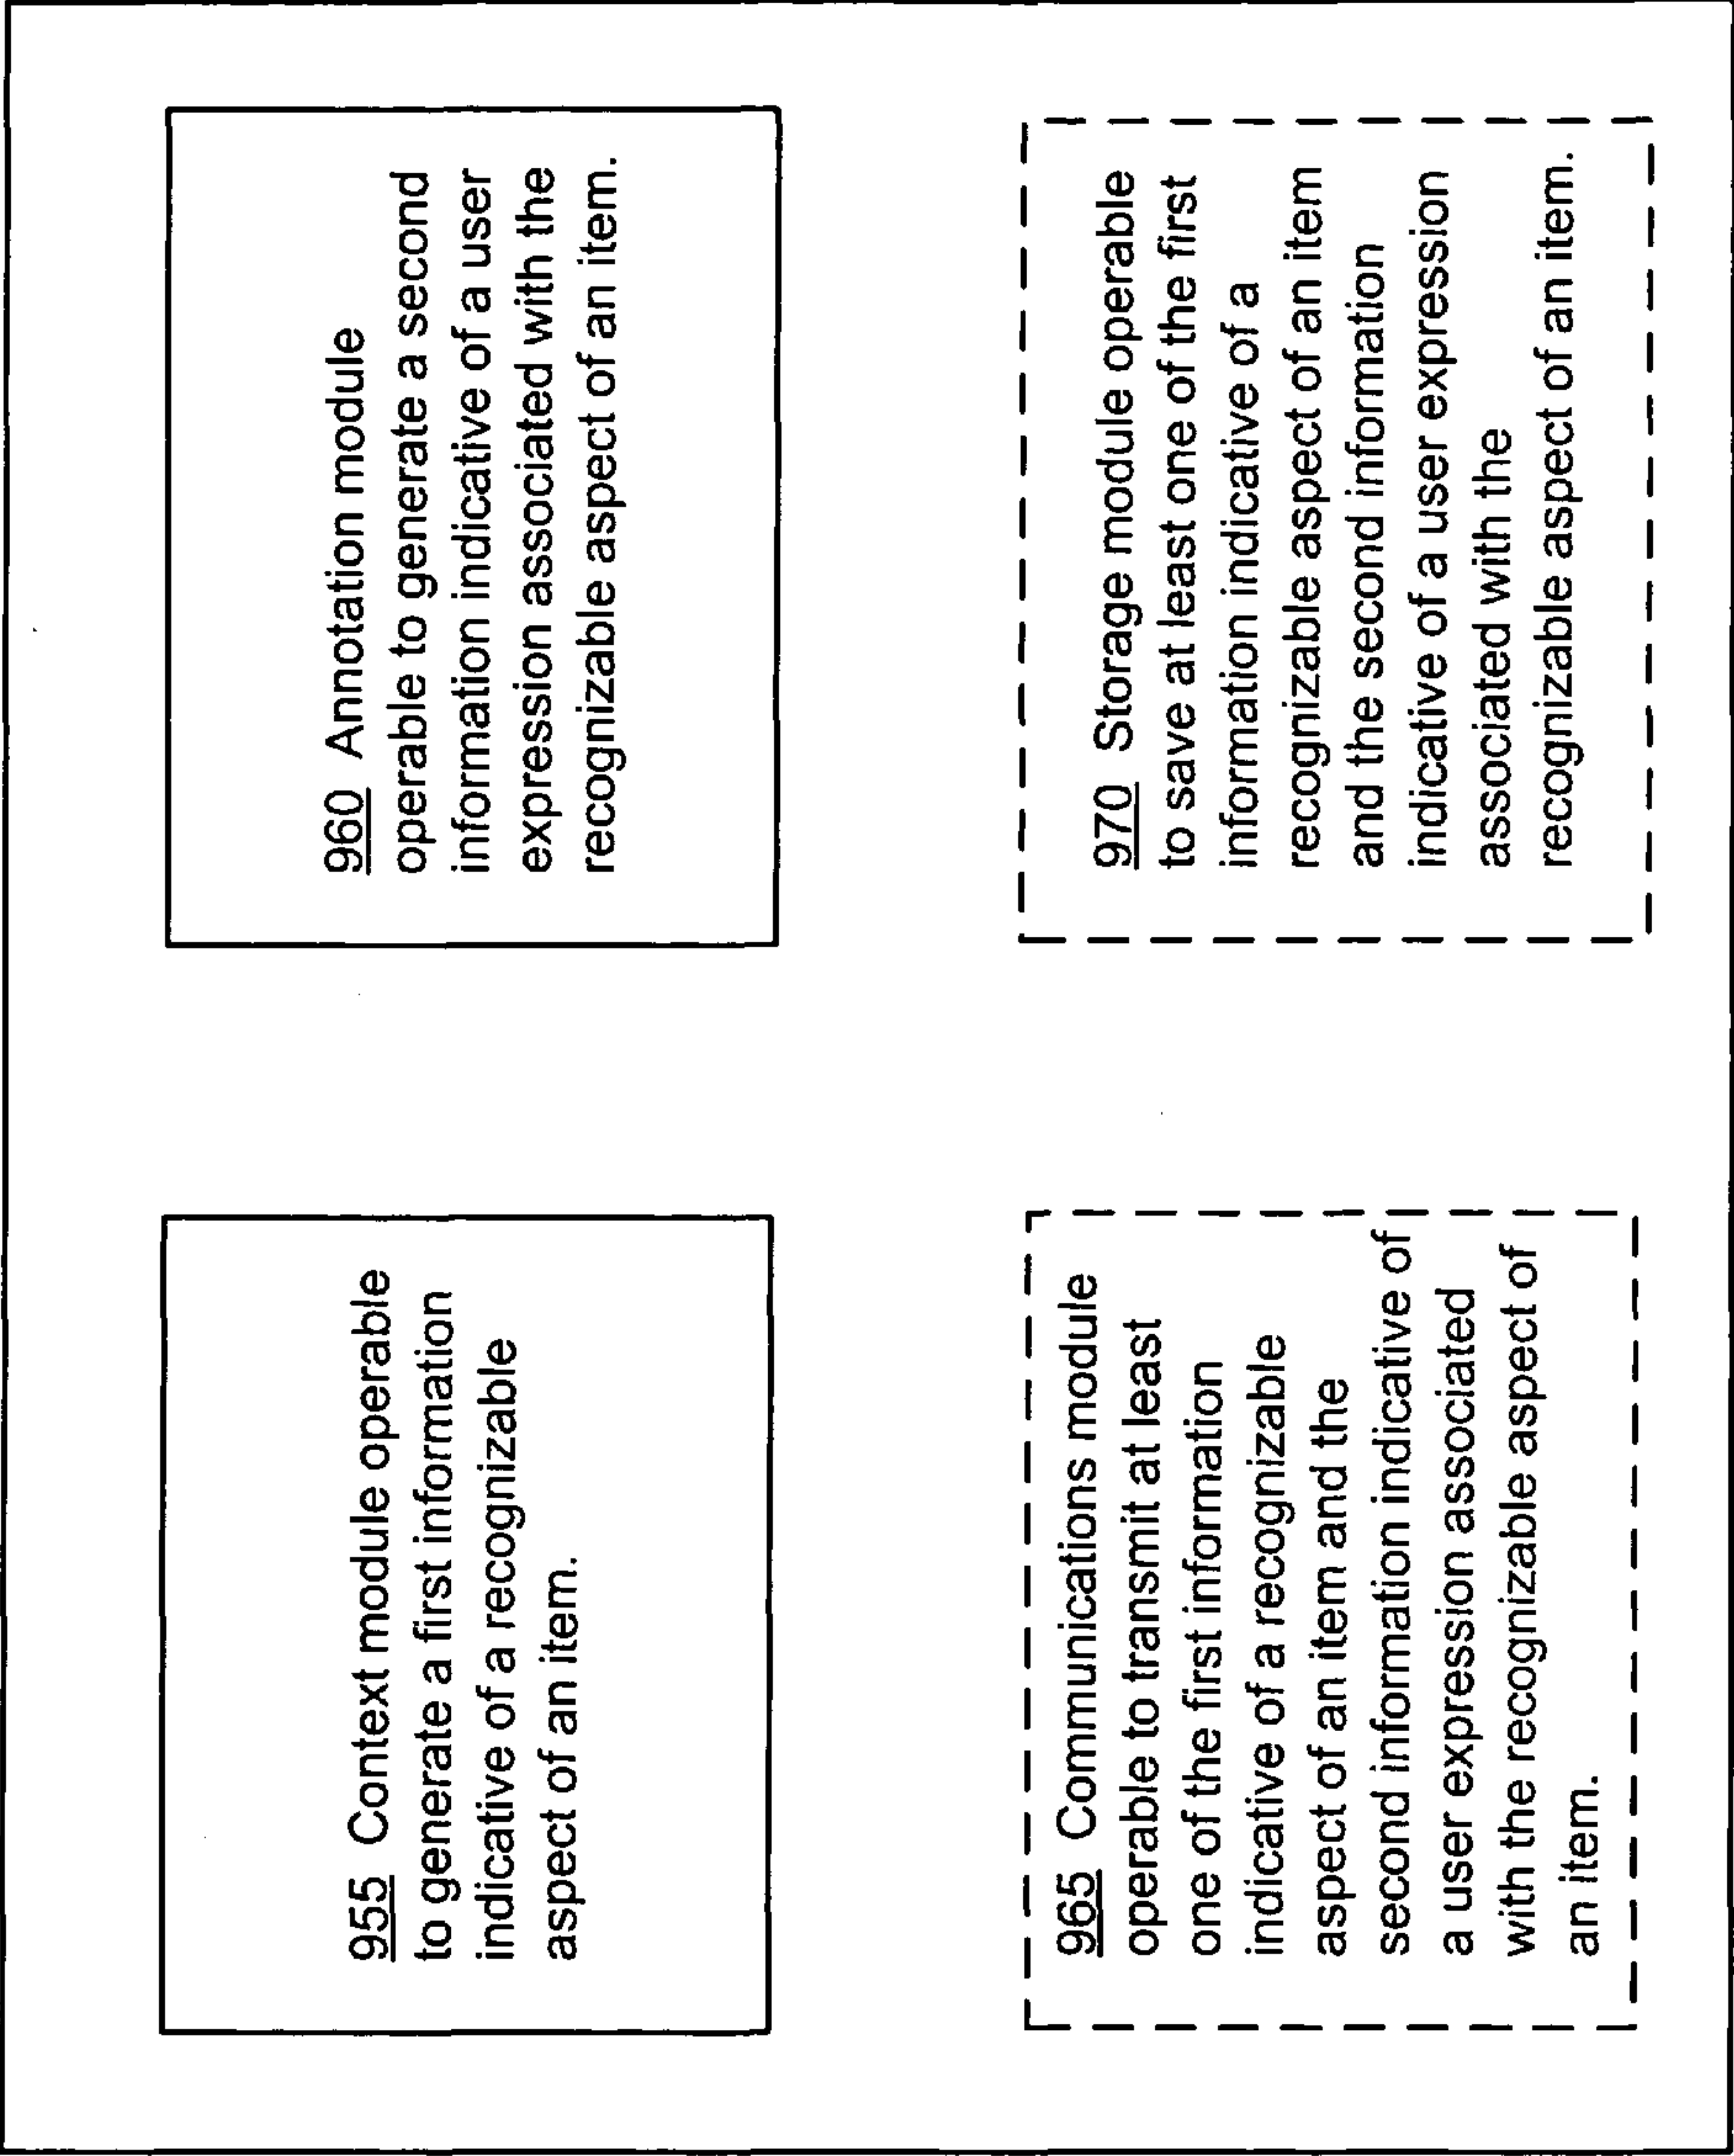 955 Context module operable
to generate a first information
indicative of a recognizable
aspect of an item.
960 Annotation module
operable to generate a second
information indicative of a user
expression associated with the
recognizable aspect of an item.
965 Communications module
operable to transmit at least
one of the first information
indicative of a recognizable
aspect of an item and the
second information indicative of
a user expression associated
with the recognizable aspect of
an item.
970 Storage module operable
to save at least one of the first
information indicative of a
recognizable aspect of an item
and the second information
indicative of a user expression
associated with the
recognizable aspect of an item.